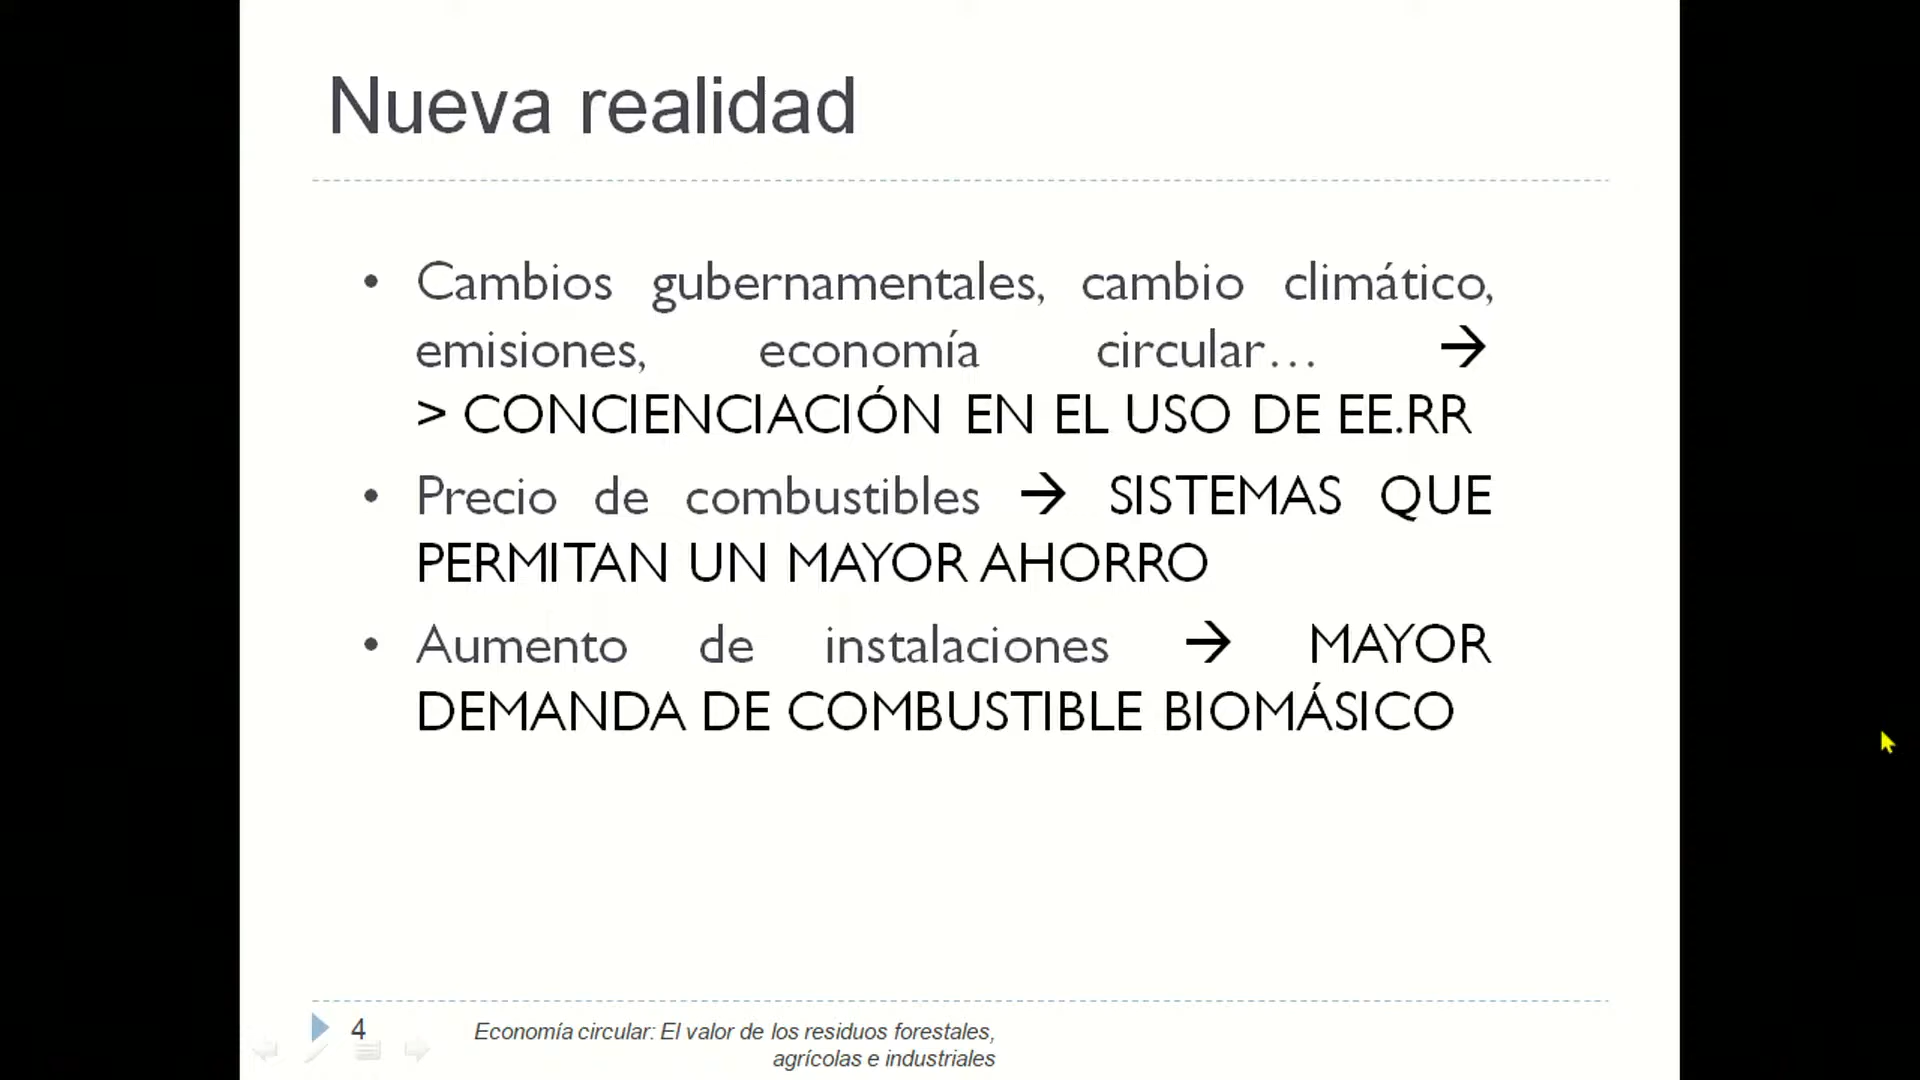 Nueva realidad
• Cambios gubernamentales, cambio climático,
emisiones, economía circular… →
> CONCIENCIACIÓN EN EL USO DE EE.RR
• Precio de combustibles → SISTEMAS QUE
PERMITAN UN MAYOR AHORRO
• Aumento de instalaciones → MAYOR
DEMANDA DE COMBUSTIBLE BIOMÁSICO
4
Economía circular: El valor de los residuos forestales,
agrícolas e industriales